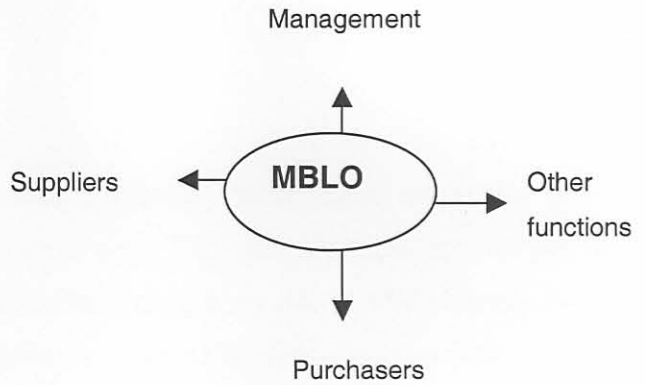 Management
MBLO
Suppliers
Other
functions
Purchasers